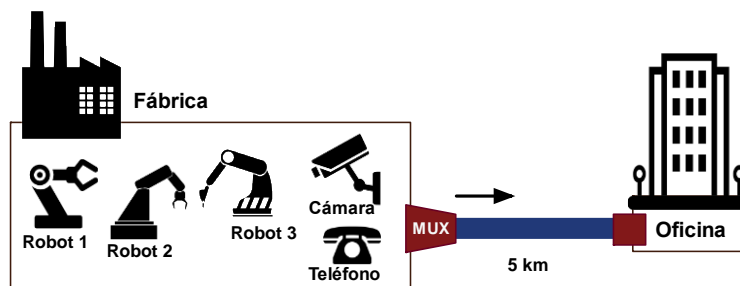 Fábrica
Robot 1
Robot 2
Robot 3
Cámara
Teléfono
MUX
5 km
Oficina